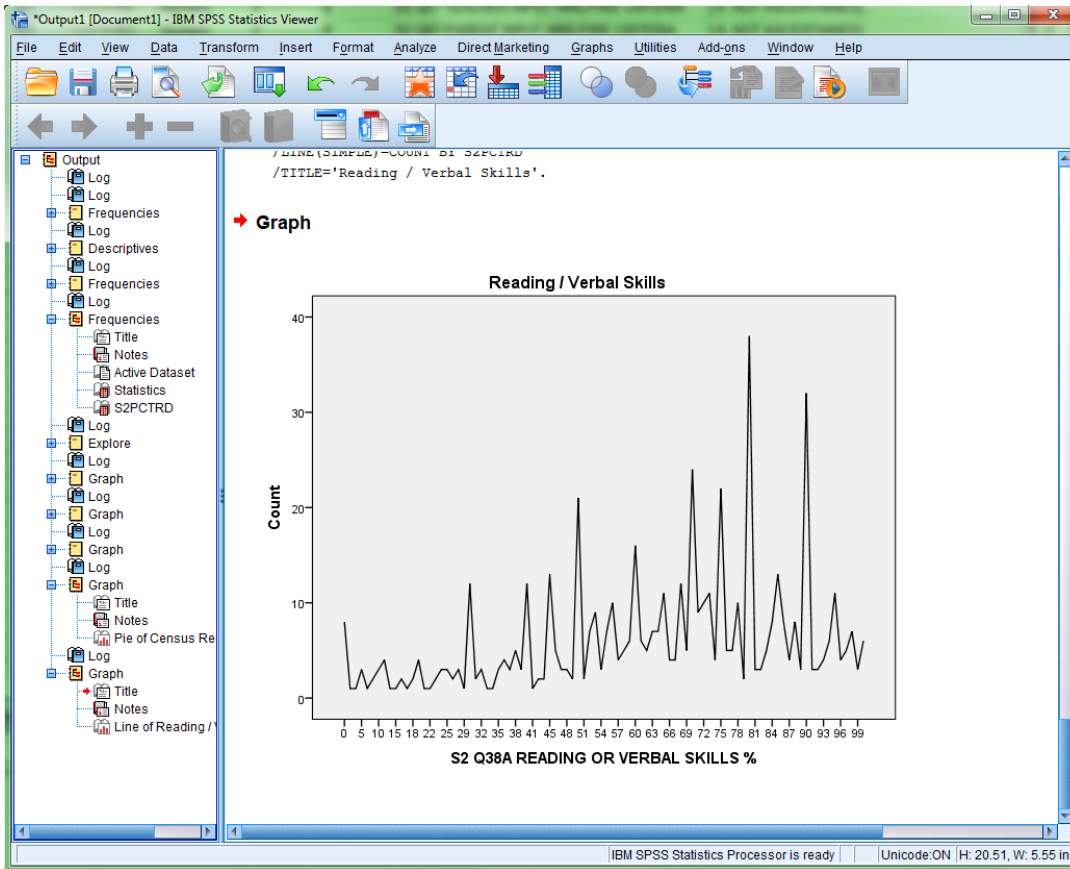 *Output1 [Document1] - IBM SPSS Statistics Viewer
File Edit View Data Transform Insert Format Analyze Direct Marketing Graphs Utilities Add-ons Window Help
Output
Log
Log
Frequencies
Log
Descriptives
Log
Frequencies
Log
Frequencies
Title
Notes
Active Dataset
Statistics
S2PCTRD
Log
Explore
Log
Graph
Log
Graph
Log
Graph
Log
Graph
Title
Notes
Pie of Census Re
Log
Graph
Title
Notes
Line of Reading / V
/LINE(SIMPLE)=COUNT BY S2PCTRD
/TITLE='Reading / Verbal Skills'.
Graph
Reading / Verbal Skills
Count
40
30
20
10
0
0 5 10 15 18 22 25 29 32 35 38 41 45 48 51 54 57 60 63 66 69 72 75 78 81 84 87 90 93 96 99
S2 Q38A READING OR VERBAL SKILLS %
IBM SPSS Statistics Processor is ready Unicode:ON H: 20.51, W: 5.55 in